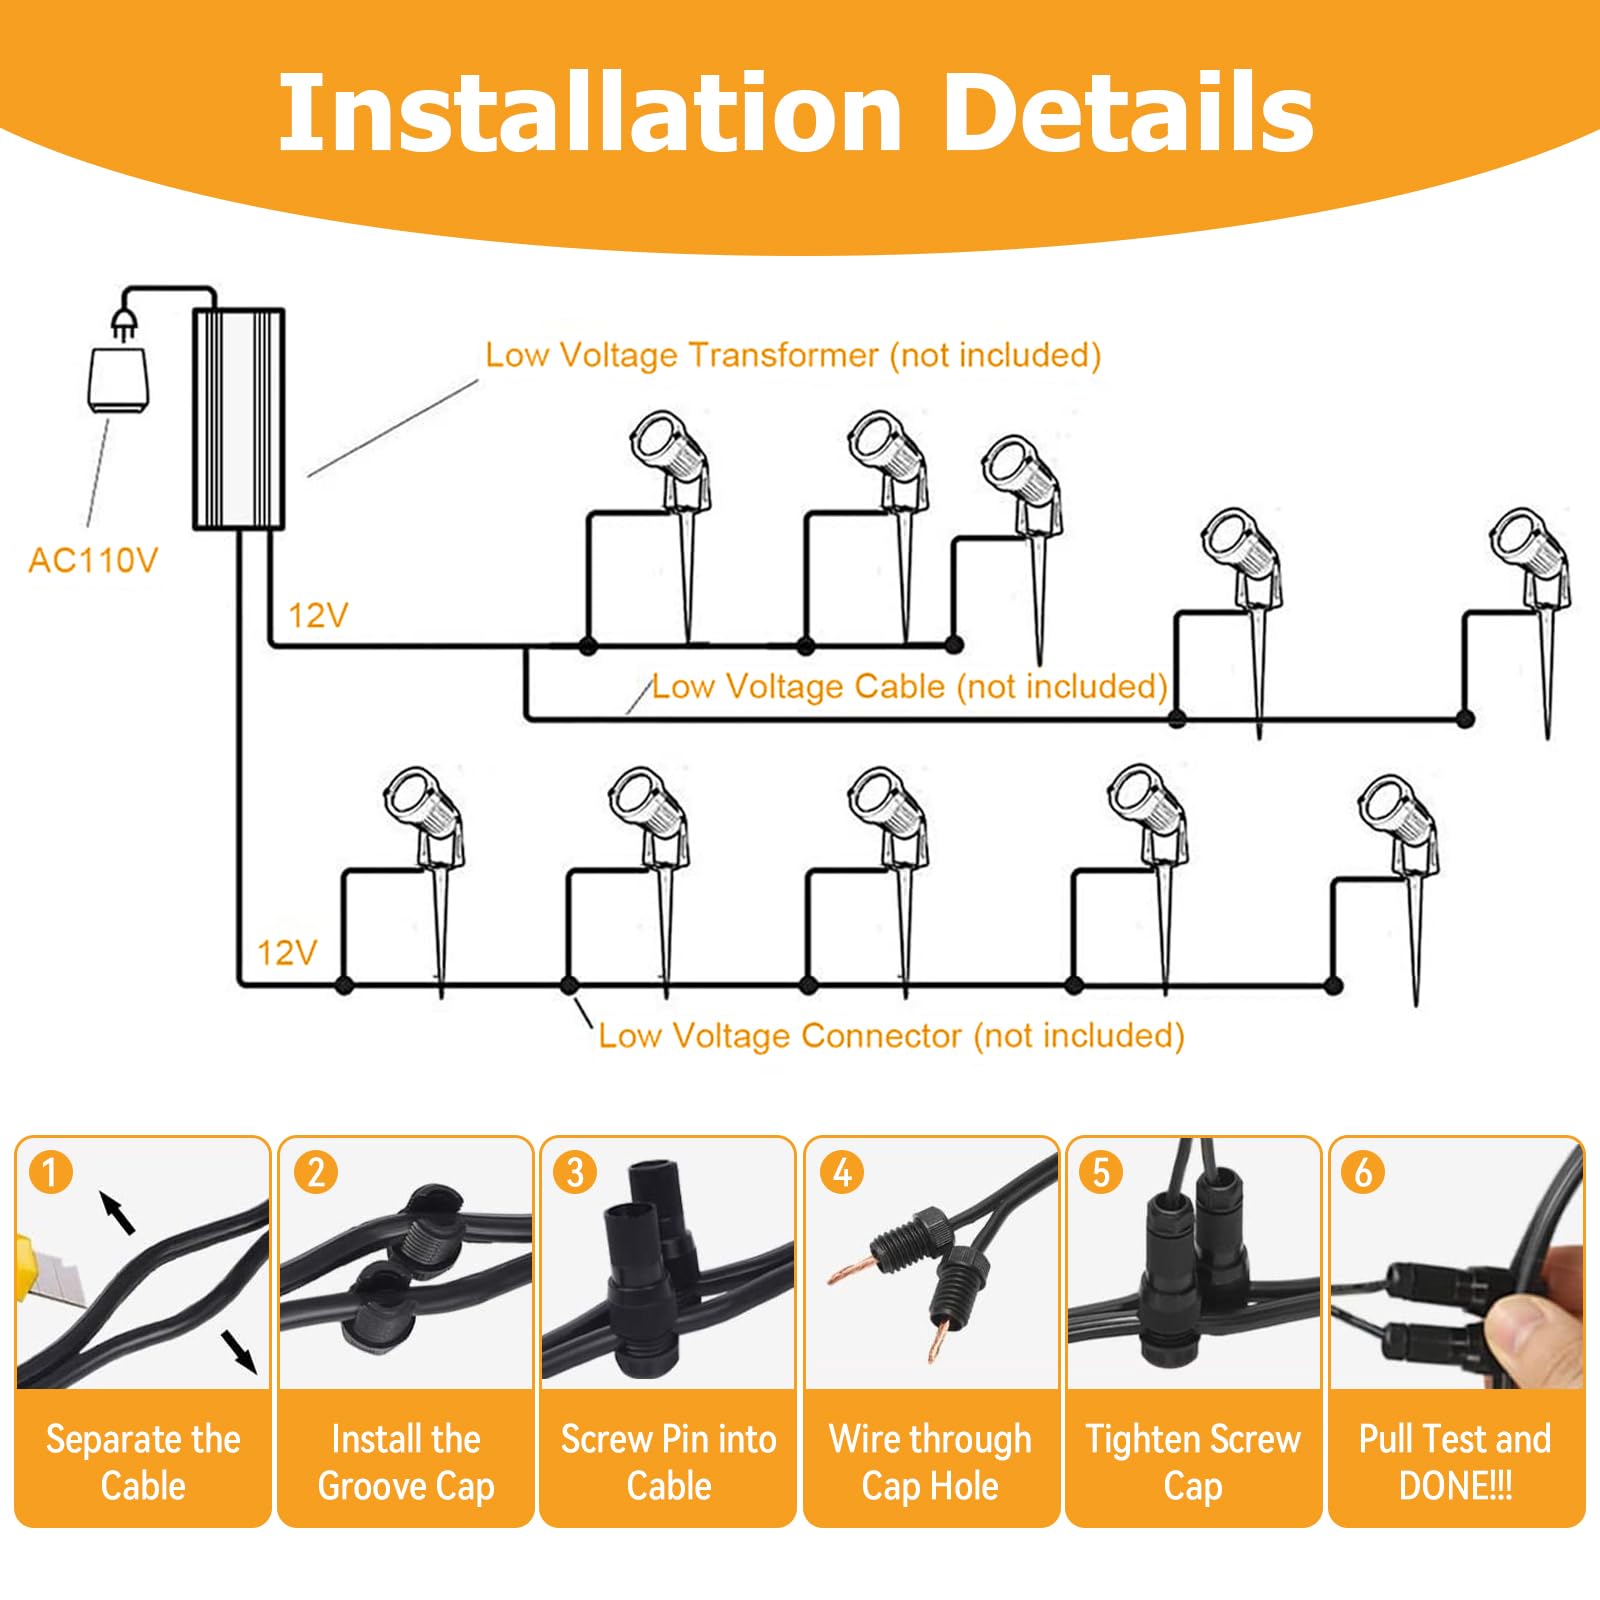 Installation Details
Low Voltage Transformer (not included)
AC110V
12V
Low Voltage Cable (not included)
12V
Low Voltage Connector (not included)
1
Separate the
Cable
2
Install the
Groove Cap
3
Screw Pin into
Cable
4
Wire through
Cap Hole
5
Tighten Screw
Cap
6
Pull Test and
DONE!!!